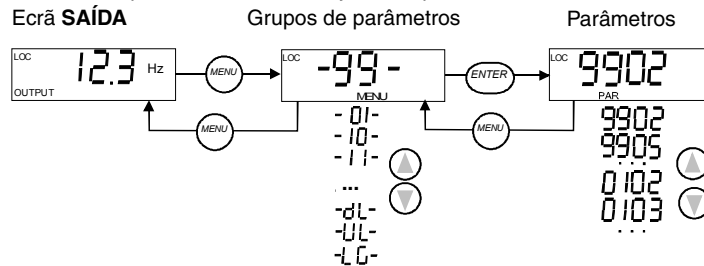 Ecrã SAÍDA
Grupos de parâmetros
Parâmetros
LOC 12.3 Hz
OUTPUT
MENU
MENU
LOC -99-
MENU
-01-
-10-
-11-
...
-dL-
-UL-
-LG-
ENTER
MENU
LOC 9902
PAR
9902
9905
...
0102
0103
...